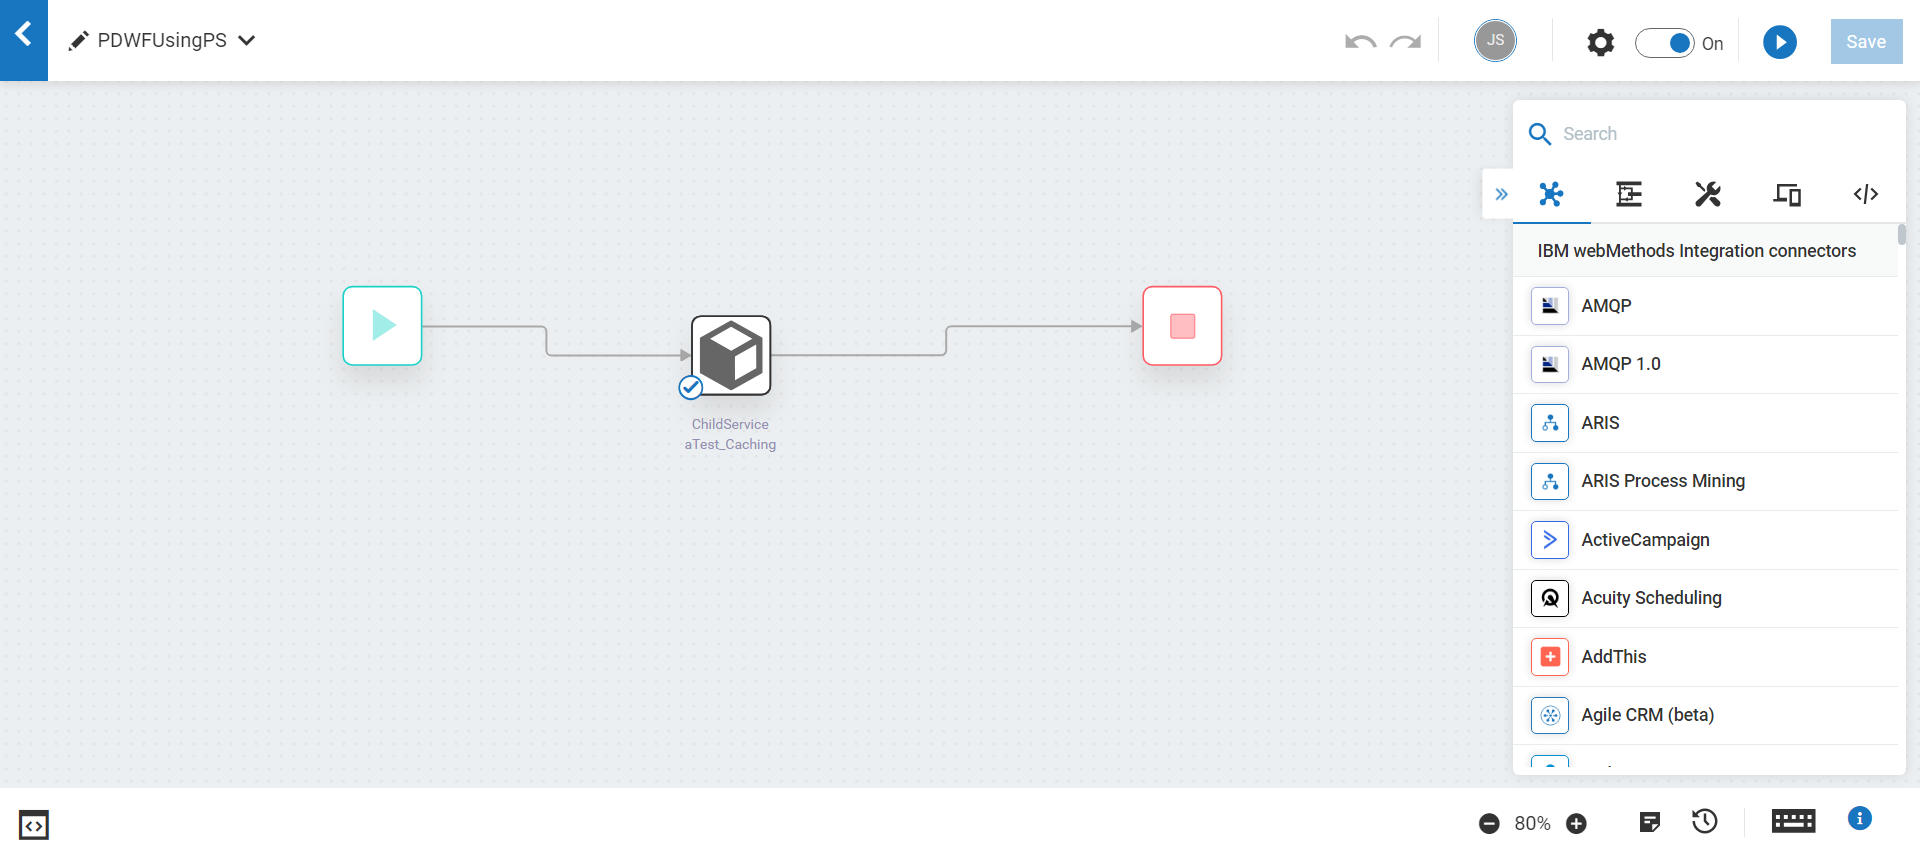 PDWFUsingPS
JS
On
Save
Search
IBM webMethods Integration connectors
AMQP
AMQP 1.0
ARIS
ARIS Process Mining
ActiveCampaign
Acuity Scheduling
AddThis
Agile CRM (beta)
ChildService
aTest_Caching
80%